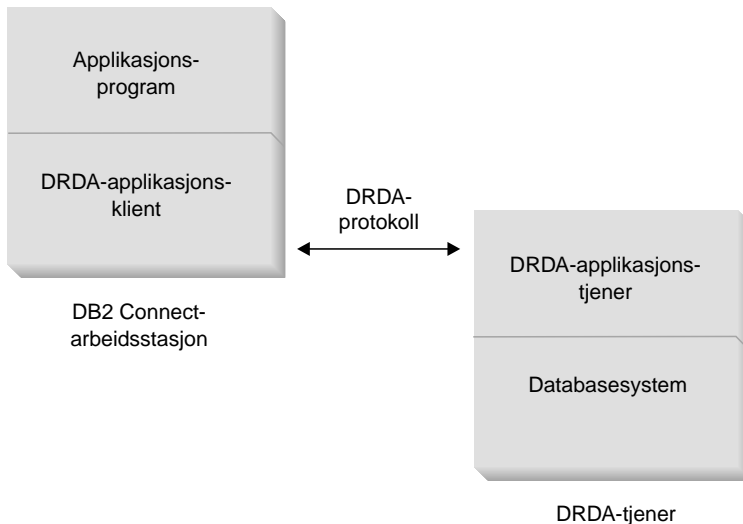 Applikasjons-
program
DRDA-applikasjons-
klient
DB2 Connect-
arbeidsstasjon
DRDA-
protokoll
DRDA-applikasjons-
tjener
Databasesystem
DRDA-tjener